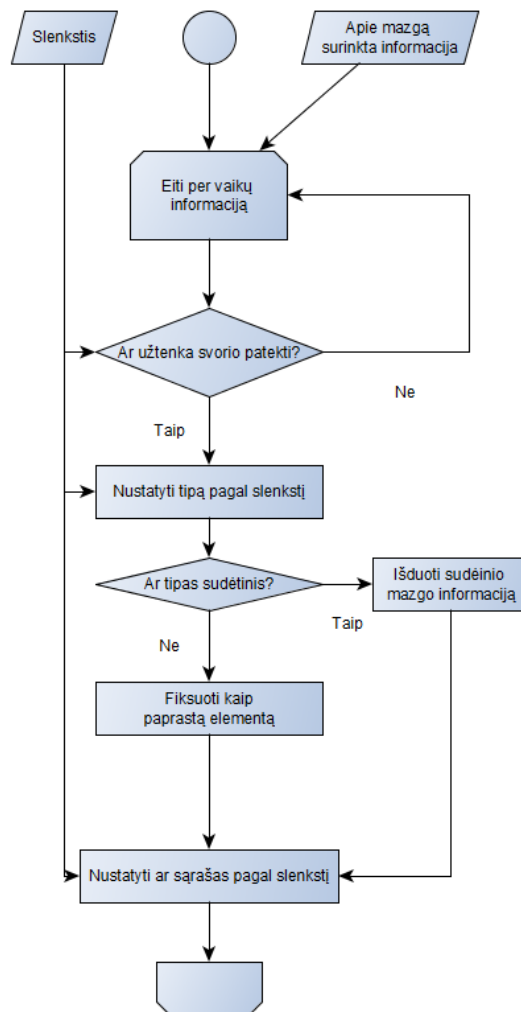 Slenkstis
Apie mazgą
surinkta informacija
Eiti per vaikų
informaciją
Ar užtenka svorio patekti?
Ne
Taip
Nustatyti tipą pagal slenkstį
Ar tipas sudėtinis?
Išduoti sudėinio
mazgo informaciją
Taip
Ne
Fiksuoti kaip
paprastą elementą
Nustatyti ar sąrašas pagal slenkstį